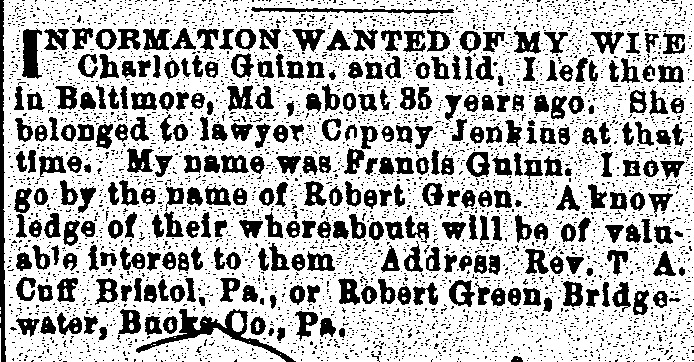 INFORMATION WANTED OF MY WIFE
Charlotte Guinn, and child, I left them
in Baltimore, Md, about 35 years ago. She
belonged to lawyer Copeny Jenkins at that
time. My name was Francis Guinn. I now
go by the name of Robert Green. A know
ledge of their whereabouts will be of valu-
able interest to them Address Rev. T. A.
Cuff Bristol, Pa., or Robert Green, Bridge-
water, Bucks Co., Pa.